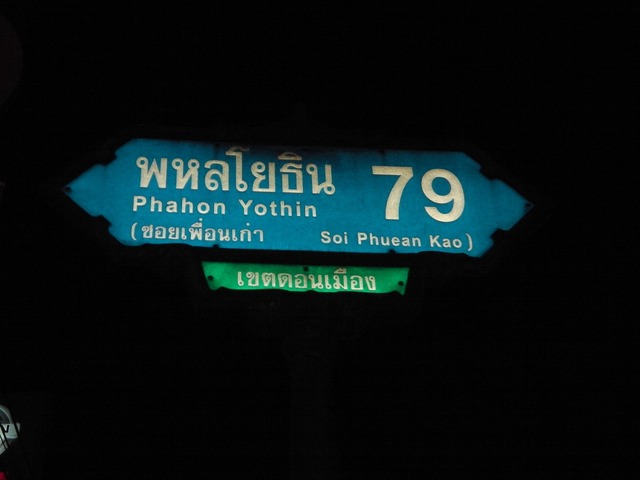 พหลโยธิน 79
Phahon Yothin
(ซอยเพื่อนเก่า Soi Phuean Kao)
เขตดอนเมือง